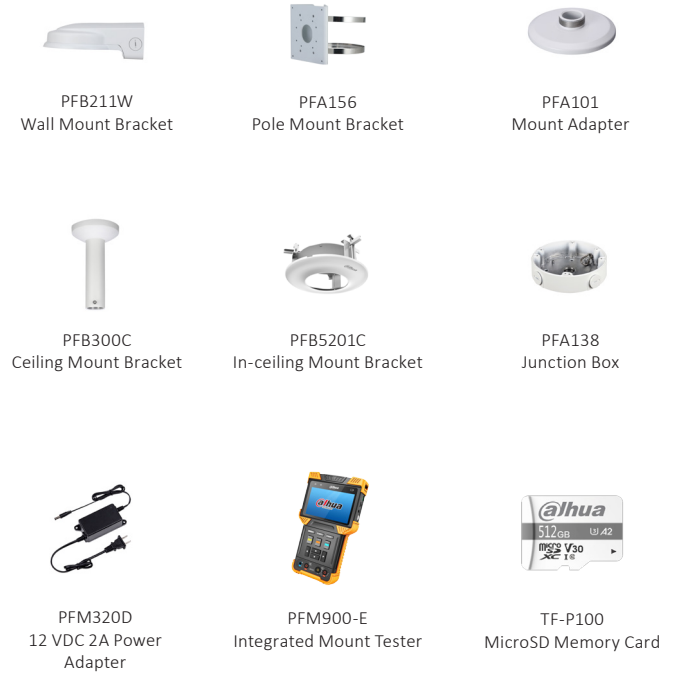 PFB211W
Wall Mount Bracket
PFA156
Pole Mount Bracket
PFA101
Mount Adapter
PFB300C
Ceiling Mount Bracket
PFB5201C
In-ceiling Mount Bracket
PFA138
Junction Box
alhua
alhua
512GB
U3 A2
micro SD XC
V30
I
PFM320D
12 VDC 2A Power
Adapter
PFM900-E
Integrated Mount Tester
TF-P100
MicroSD Memory Card